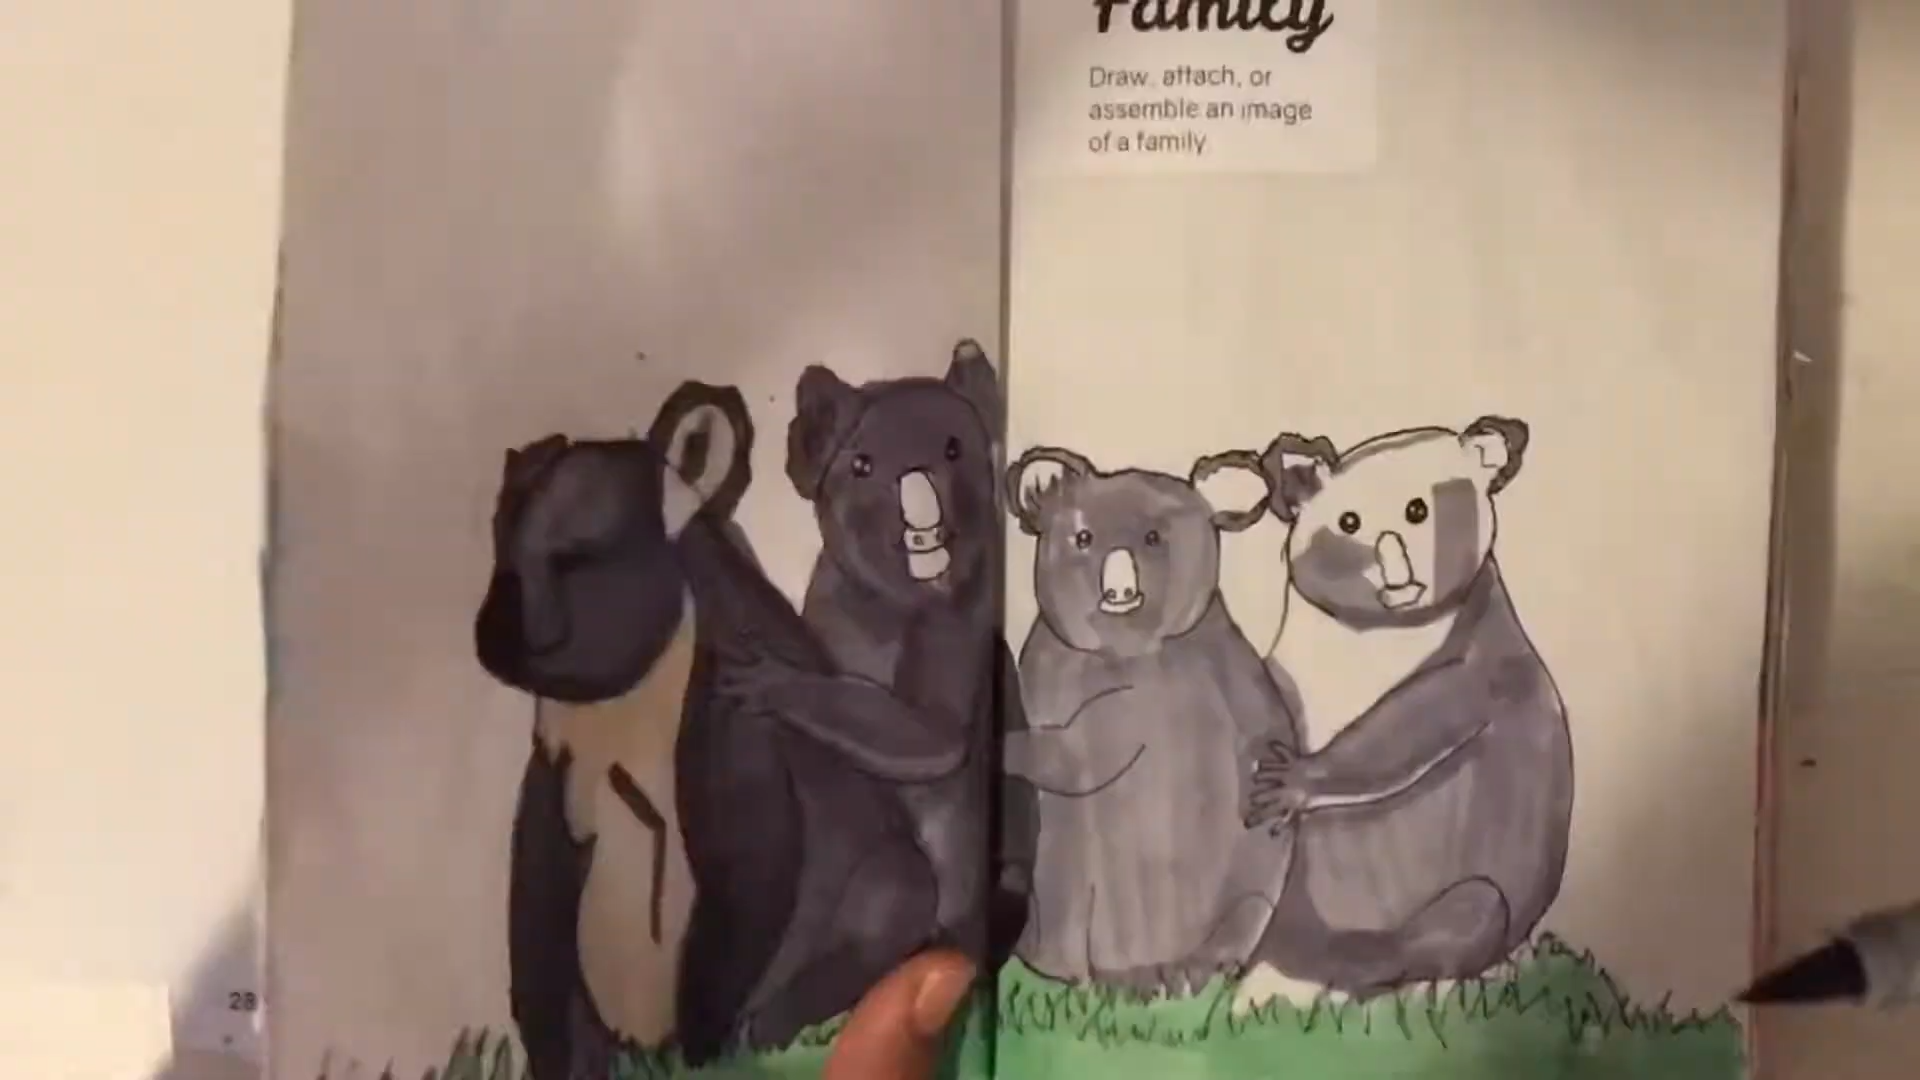 Family
Draw, attach, or
assemble an image
of a family.
28